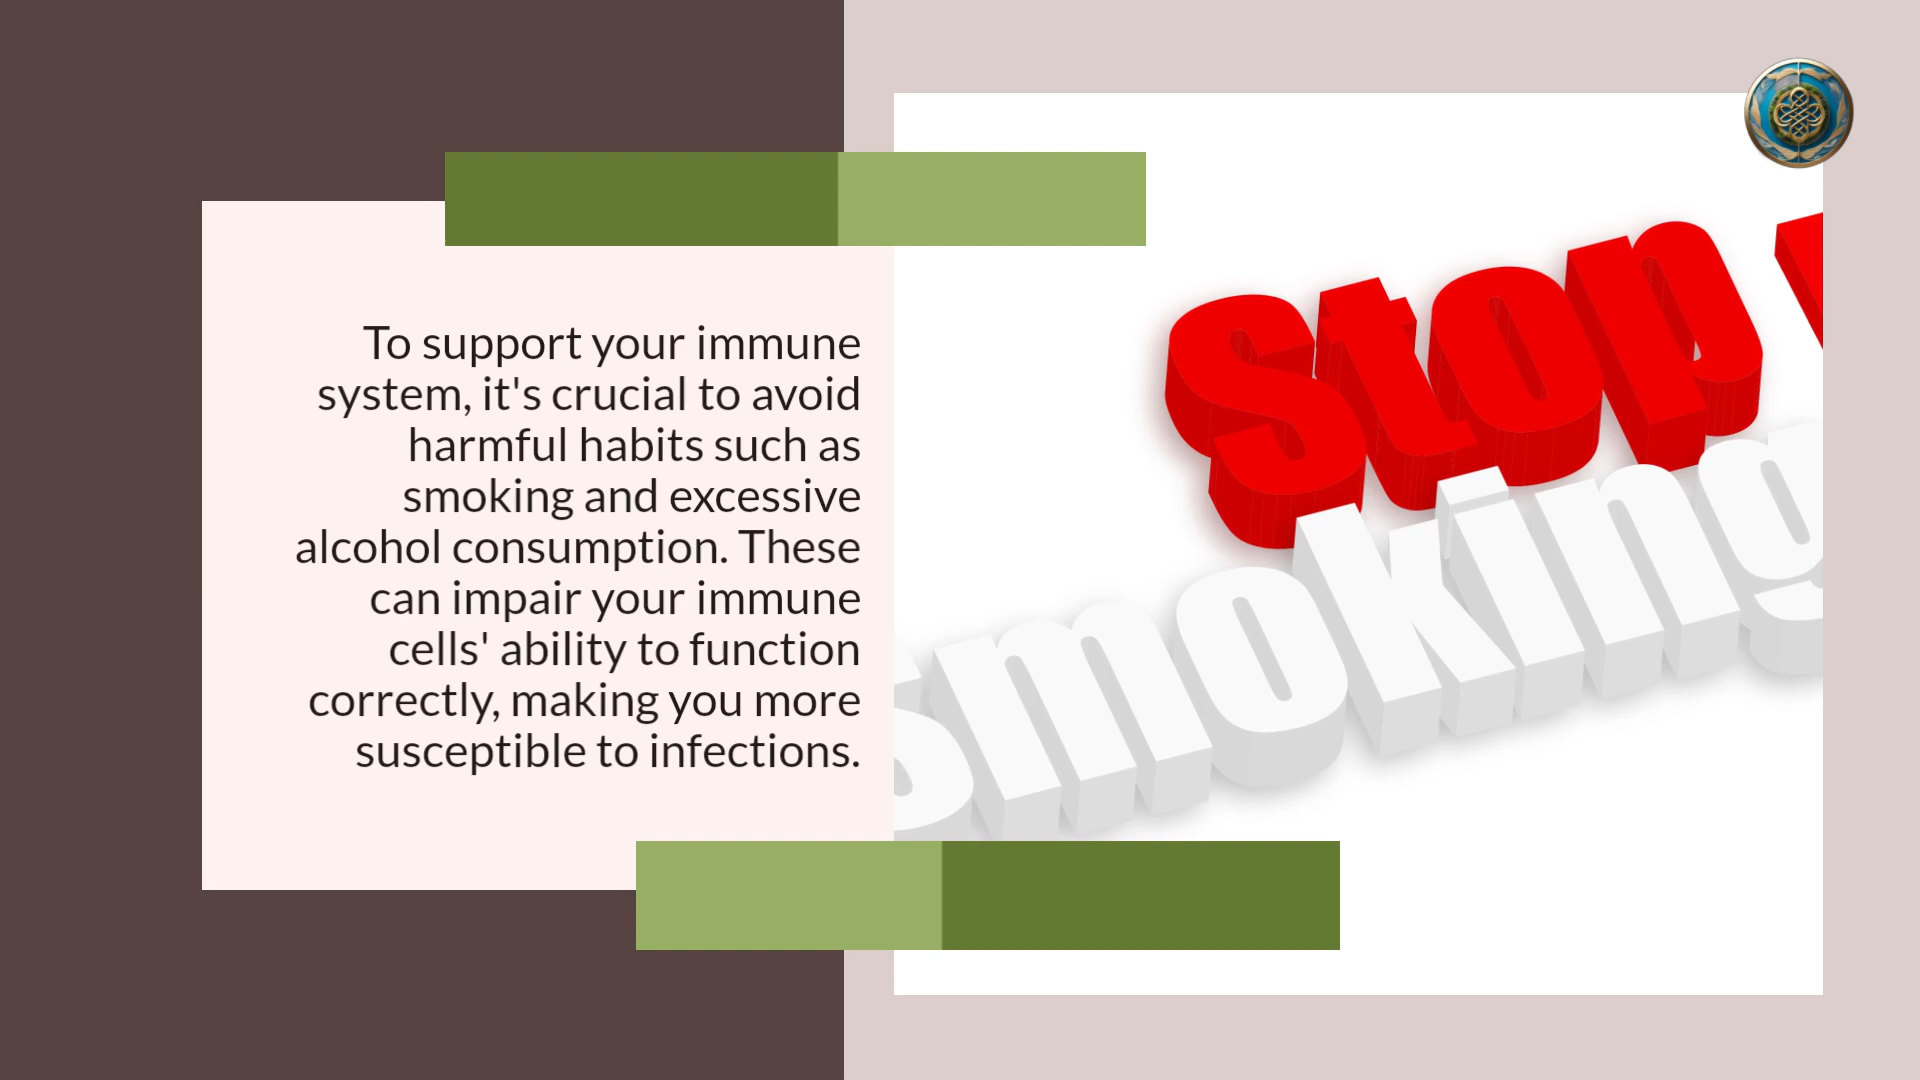 To support your immune
system, it's crucial to avoid
harmful habits such as
smoking and excessive
alcohol consumption. These
can impair your immune
cells' ability to function
correctly, making you more
susceptible to infections.
Stop
smoking